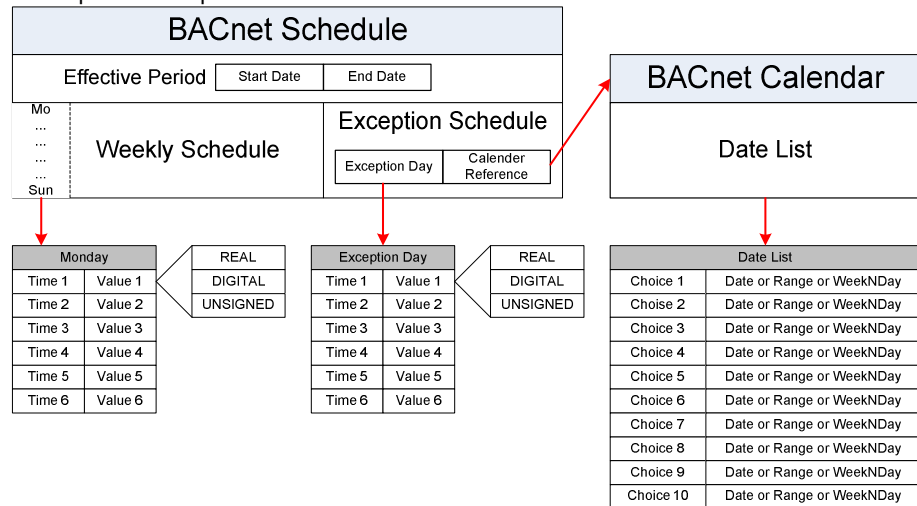 BACnet Schedule
Effective Period
Start Date
End Date
Mo
...
...
...
...
Sun
Weekly Schedule
Exception Schedule
Exception Day
Calender
Reference
BACnet Calendar
Date List
Monday
Time 1 Value 1
Time 2 Value 2
Time 3 Value 3
Time 4 Value 4
Time 5 Value 5
Time 6 Value 6
REAL
DIGITAL
UNSIGNED
Exception Day
Time 1 Value 1
Time 2 Value 2
Time 3 Value 3
Time 4 Value 4
Time 5 Value 5
Time 6 Value 6
REAL
DIGITAL
UNSIGNED
Date List
Choice 1 Date or Range or WeekNDay
Choise 2 Date or Range or WeekNDay
Choice 3 Date or Range or WeekNDay
Choice 4 Date or Range or WeekNDay
Choice 5 Date or Range or WeekNDay
Choice 6 Date or Range or WeekNDay
Choice 7 Date or Range or WeekNDay
Choice 8 Date or Range or WeekNDay
Choice 9 Date or Range or WeekNDay
Choice 10 Date or Range or WeekNDay